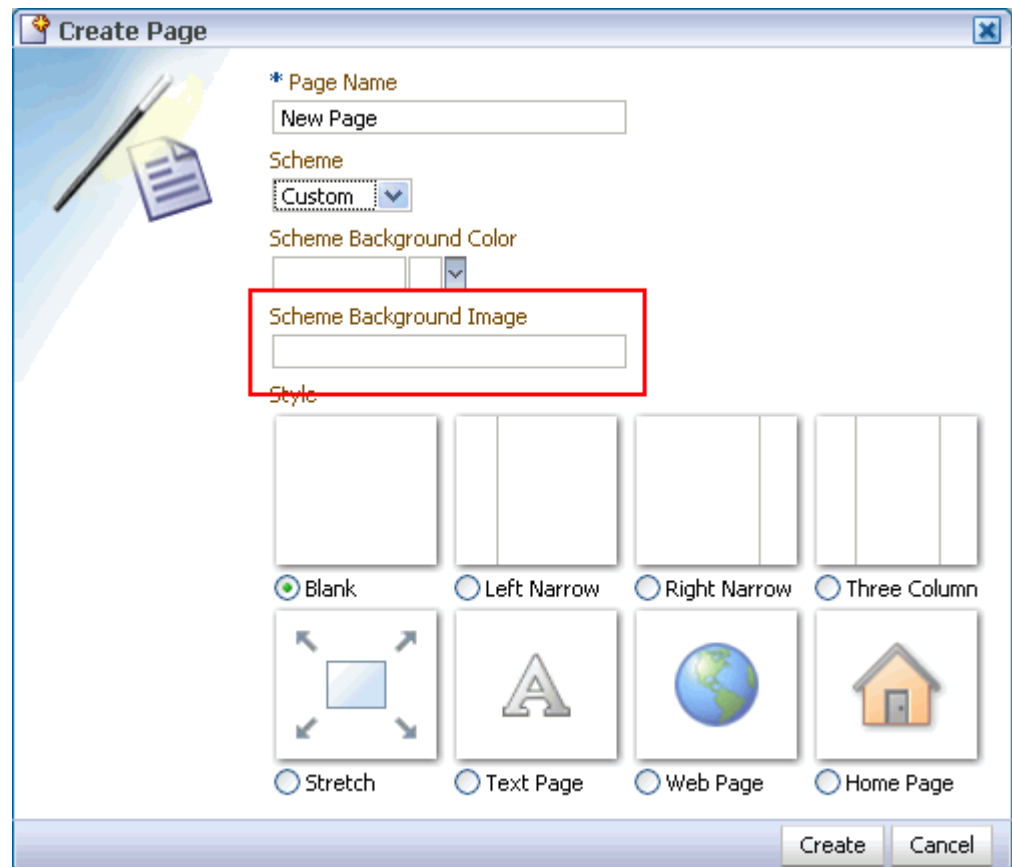 Create Page
* Page Name
New Page
Scheme
Custom
Scheme Background Color
Scheme Background Image
Style
Blank
Left Narrow
Right Narrow
Three Column
A
Stretch
Text Page
Web Page
Home Page
Create
Cancel